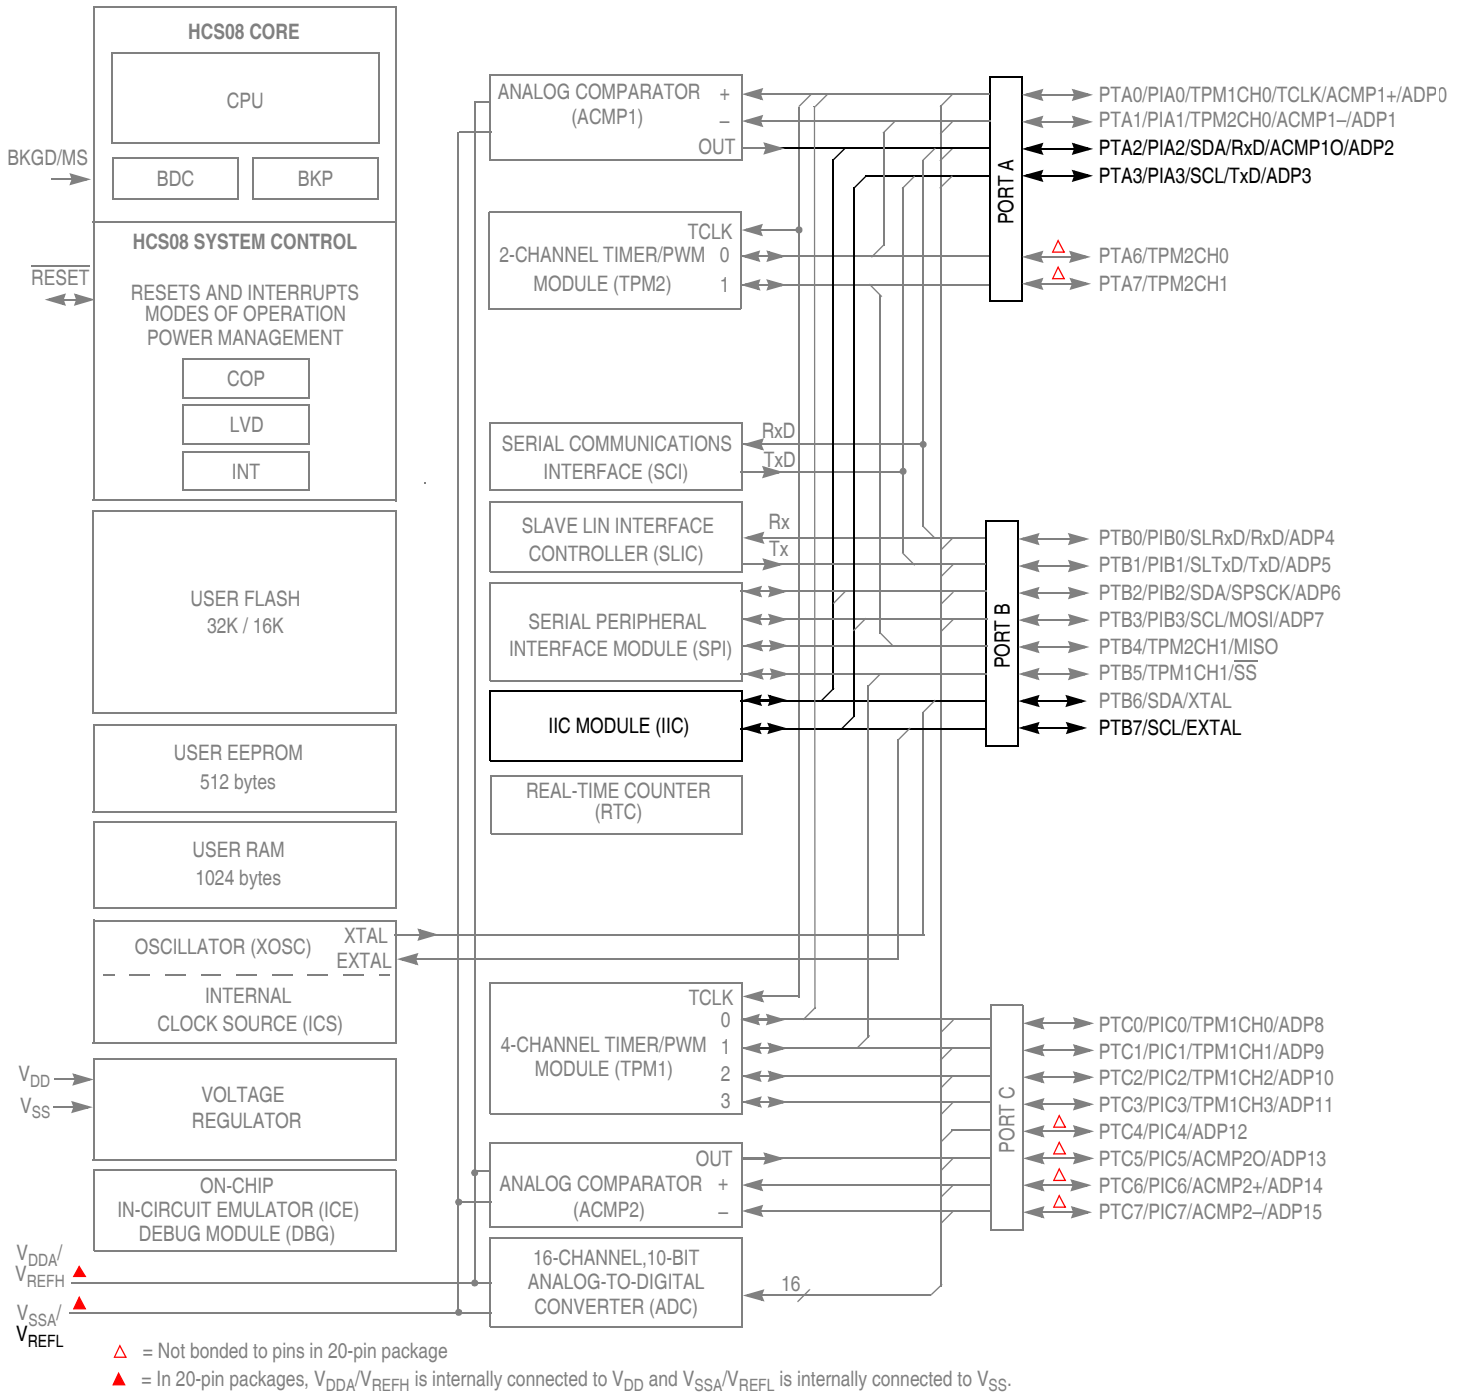 HCS08 CORE
CPU
BDC
BKP
BKGD/MS
HCS08 SYSTEM CONTROL
RESET
RESETS AND INTERRUPTS
MODES OF OPERATION
POWER MANAGEMENT
COP
LVD
INT
USER FLASH
32K / 16K
USER EEPROM
512 bytes
USER RAM
1024 bytes
OSCILLATOR (XOSC)
XTAL
EXTAL
INTERNAL
CLOCK SOURCE (ICS)
VDD
VSS
VOLTAGE
REGULATOR
ON-CHIP
IN-CIRCUIT EMULATOR (ICE)
DEBUG MODULE (DBG)
VDDA/
VREFH
VSSA/
VREFL
ANALOG COMPARATOR
(ACMP1)
+
–
OUT
TCLK
2-CHANNEL TIMER/PWM
MODULE (TPM2)
0
1
SERIAL COMMUNICATIONS
INTERFACE (SCI)
RxD
TxD
SLAVE LIN INTERFACE
CONTROLLER (SLIC)
Rx
Tx
SERIAL PERIPHERAL
INTERFACE MODULE (SPI)
IIC MODULE (IIC)
REAL-TIME COUNTER
(RTC)
TCLK
4-CHANNEL TIMER/PWM
MODULE (TPM1)
0
1
2
3
OUT
ANALOG COMPARATOR
(ACMP2)
+
–
16-CHANNEL,10-BIT
ANALOG-TO-DIGITAL
CONVERTER (ADC)
16
PORT A
PTA0/PIA0/TPM1CH0/TCLK/ACMP1+/ADP0
PTA1/PIA1/TPM2CH0/ACMP1–/ADP1
PTA2/PIA2/SDA/RxD/ACMP1O/ADP2
PTA3/PIA3/SCL/TxD/ADP3
PTA6/TPM2CH0
PTA7/TPM2CH1
PORT B
PTB0/PIB0/SLRxD/RxD/ADP4
PTB1/PIB1/SLTxD/TxD/ADP5
PTB2/PIB2/SDA/SPSCK/ADP6
PTB3/PIB3/SCL/MOSI/ADP7
PTB4/TPM2CH1/MISO
PTB5/TPM1CH1/SS
PTB6/SDA/XTAL
PTB7/SCL/EXTAL
PORT C
PTC0/PIC0/TPM1CH0/ADP8
PTC1/PIC1/TPM1CH1/ADP9
PTC2/PIC2/TPM1CH2/ADP10
PTC3/PIC3/TPM1CH3/ADP11
PTC4/PIC4/ADP12
PTC5/PIC5/ACMP2O/ADP13
PTC6/PIC6/ACMP2+/ADP14
PTC7/PIC7/ACMP2–/ADP15
△ = Not bonded to pins in 20-pin package
▲ = In 20-pin packages, VDDA/VREFH is internally connected to VDD and VSSA/VREFL is internally connected to VSS.